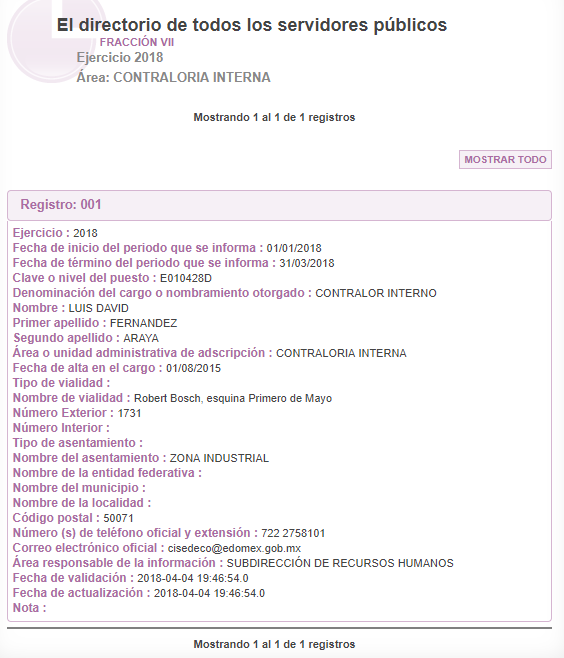 El directorio de todos los servidores públicos
FRACCIÓN VII
Ejercicio 2018
Área: CONTRALORIA INTERNA
Mostrando 1 al 1 de 1 registros
MOSTRAR TODO
Registro: 001
Ejercicio : 2018
Fecha de inicio del periodo que se informa : 01/01/2018
Fecha de término del periodo que se informa : 31/03/2018
Clave o nivel del puesto : E010428D
Denominación del cargo o nombramiento otorgado : CONTRALOR INTERNO
Nombre : LUIS DAVID
Primer apellido : FERNANDEZ
Segundo apellido : ARAYA
Área o unidad administrativa de adscripción : CONTRALORIA INTERNA
Fecha de alta en el cargo : 01/08/2015
Tipo de vialidad :
Nombre de vialidad : Robert Bosch, esquina Primero de Mayo
Número Exterior : 1731
Número Interior :
Tipo de asentamiento :
Nombre del asentamiento : ZONA INDUSTRIAL
Nombre de la entidad federativa :
Nombre del municipio :
Nombre de la localidad :
Código postal : 50071
Número (s) de teléfono oficial y extensión : 722 2758101
Correo electrónico oficial : cisedeco@edomex.gob.mx
Área responsable de la información : SUBDIRECCIÓN DE RECURSOS HUMANOS
Fecha de validación : 2018-04-04 19:46:54.0
Fecha de actualización : 2018-04-04 19:46:54.0
Nota :
Mostrando 1 al 1 de 1 registros